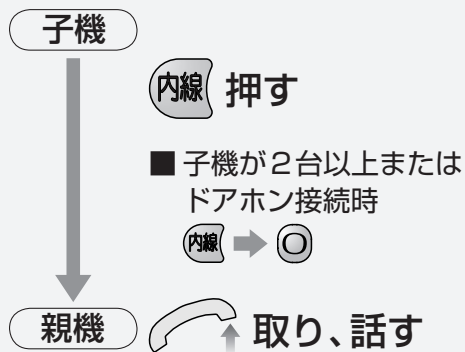 子機
内線 押す
■ 子機が2台以上または
ドアホン接続時
内線 ➡ 0
親機 取り、話す